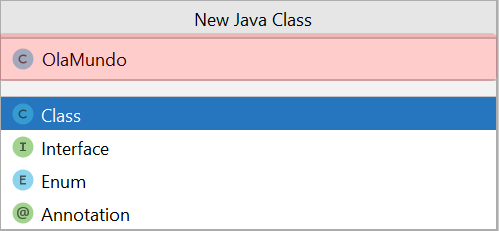 New Java Class
C OlaMundo
C Class
I Interface
E Enum
@ Annotation